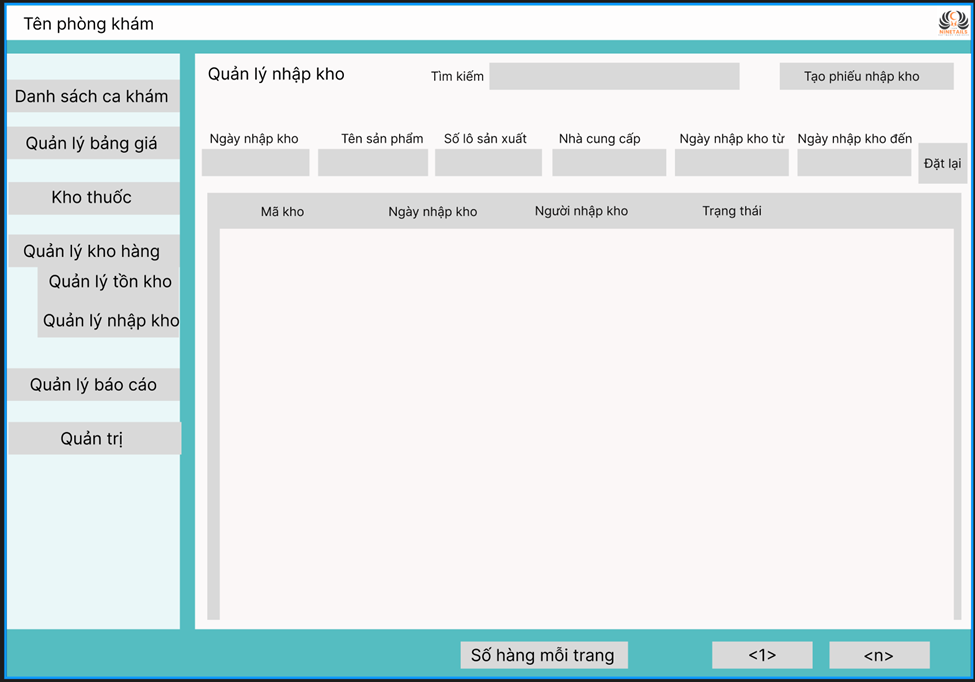 Tên phòng khám
NINETAILS
Danh sách ca khám
Quản lý bảng giá
Kho thuốc
Quản lý kho hàng
Quản lý tồn kho
Quản lý nhập kho
Quản lý báo cáo
Quản trị
Quản lý nhập kho
Tìm kiếm
Tạo phiếu nhập kho
Ngày nhập kho
Tên sản phẩm
Số lô sản xuất
Nhà cung cấp
Ngày nhập kho từ
Ngày nhập kho đến
Đặt lại
Mã kho
Ngày nhập kho
Người nhập kho
Trạng thái
Số hàng mỗi trang
<1>
<n>